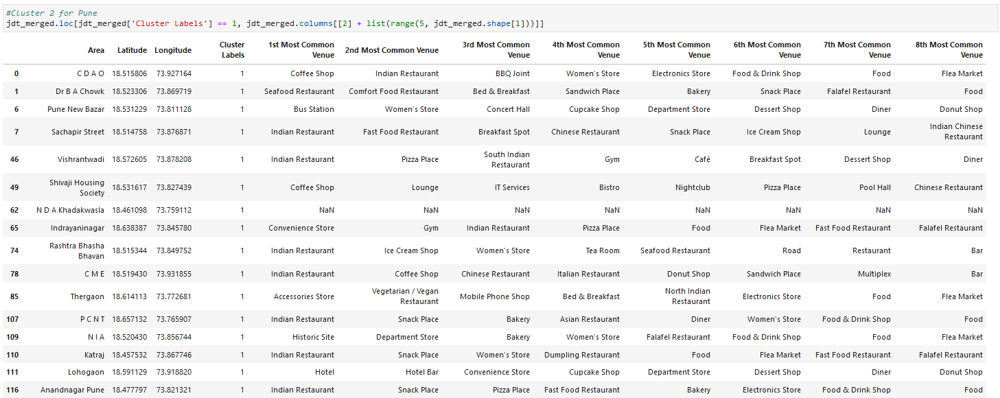 #Cluster 2 for Pune
jdt_merged.loc[jdt_merged['Cluster Labels'] == 1, jdt_merged.columns[[2] + list(range(5, jdt_merged.shape[1]))]]
Area Latitude Longitude Cluster Labels 1st Most Common Venue 2nd Most Common Venue 3rd Most Common Venue 4th Most Common Venue 5th Most Common Venue 6th Most Common Venue 7th Most Common Venue 8th Most Common Venue
0 C D A O 18.515806 73.927164 1 Coffee Shop Indian Restaurant BBQ Joint Women's Store Electronics Store Food & Drink Shop Food Flea Market
1 Dr B A Chowk 18.523306 73.869719 1 Seafood Restaurant Comfort Food Restaurant Bed & Breakfast Sandwich Place Bakery Snack Place Falafel Restaurant Food
6 Pune New Bazar 18.531229 73.811128 1 Bus Station Women's Store Concert Hall Cupcake Shop Department Store Dessert Shop Diner Donut Shop
7 Sachapir Street 18.514758 73.876871 1 Indian Restaurant Fast Food Restaurant Breakfast Spot Chinese Restaurant Snack Place Ice Cream Shop Lounge Indian Chinese Restaurant
46 Vishrantwadi 18.572605 73.878208 1 Indian Restaurant Pizza Place South Indian Restaurant Gym Café Breakfast Spot Dessert Shop Diner
49 Shivaji Housing Society 18.531617 73.827439 1 Coffee Shop Lounge IT Services Bistro Nightclub Pizza Place Pool Hall Chinese Restaurant
62 N D A Khadakwasla 18.461098 73.759112 1 NaN NaN NaN NaN NaN NaN NaN NaN
65 Indrayaninagar 18.638387 73.845780 1 Convenience Store Gym Indian Restaurant Pizza Place Food Flea Market Fast Food Restaurant Falafel Restaurant
74 Rashtra Bhasha Bhavan 18.515344 73.849752 1 Indian Restaurant Ice Cream Shop Women's Store Tea Room Seafood Restaurant Road Restaurant Bar
78 C M E 18.519430 73.931855 1 Indian Restaurant Coffee Shop Chinese Restaurant Italian Restaurant Donut Shop Sandwich Place Multiplex Bar
85 Thergaon 18.614113 73.772681 1 Accessories Store Vegetarian / Vegan Restaurant Mobile Phone Shop Bed & Breakfast North Indian Restaurant Electronics Store Food Flea Market
107 P C N T 18.657132 73.765907 1 Indian Restaurant Snack Place Bakery Asian Restaurant Diner Women's Store Food & Drink Shop Food
109 N I A 18.520430 73.856744 1 Historic Site Department Store Bakery Women's Store Falafel Restaurant Food & Drink Shop Food Flea Market
110 Katraj 18.457532 73.867746 1 Indian Restaurant Snack Place Women's Store Dumpling Restaurant Food Flea Market Fast Food Restaurant Falafel Restaurant
111 Lohogaon 18.591129 73.918820 1 Hotel Hotel Bar Convenience Store Cupcake Shop Department Store Dessert Shop Diner Donut Shop
116 Anandnagar Pune 18.477797 73.821321 1 Indian Restaurant Snack Place Pizza Place Fast Food Restaurant Bakery Electronics Store Food & Drink Shop Food